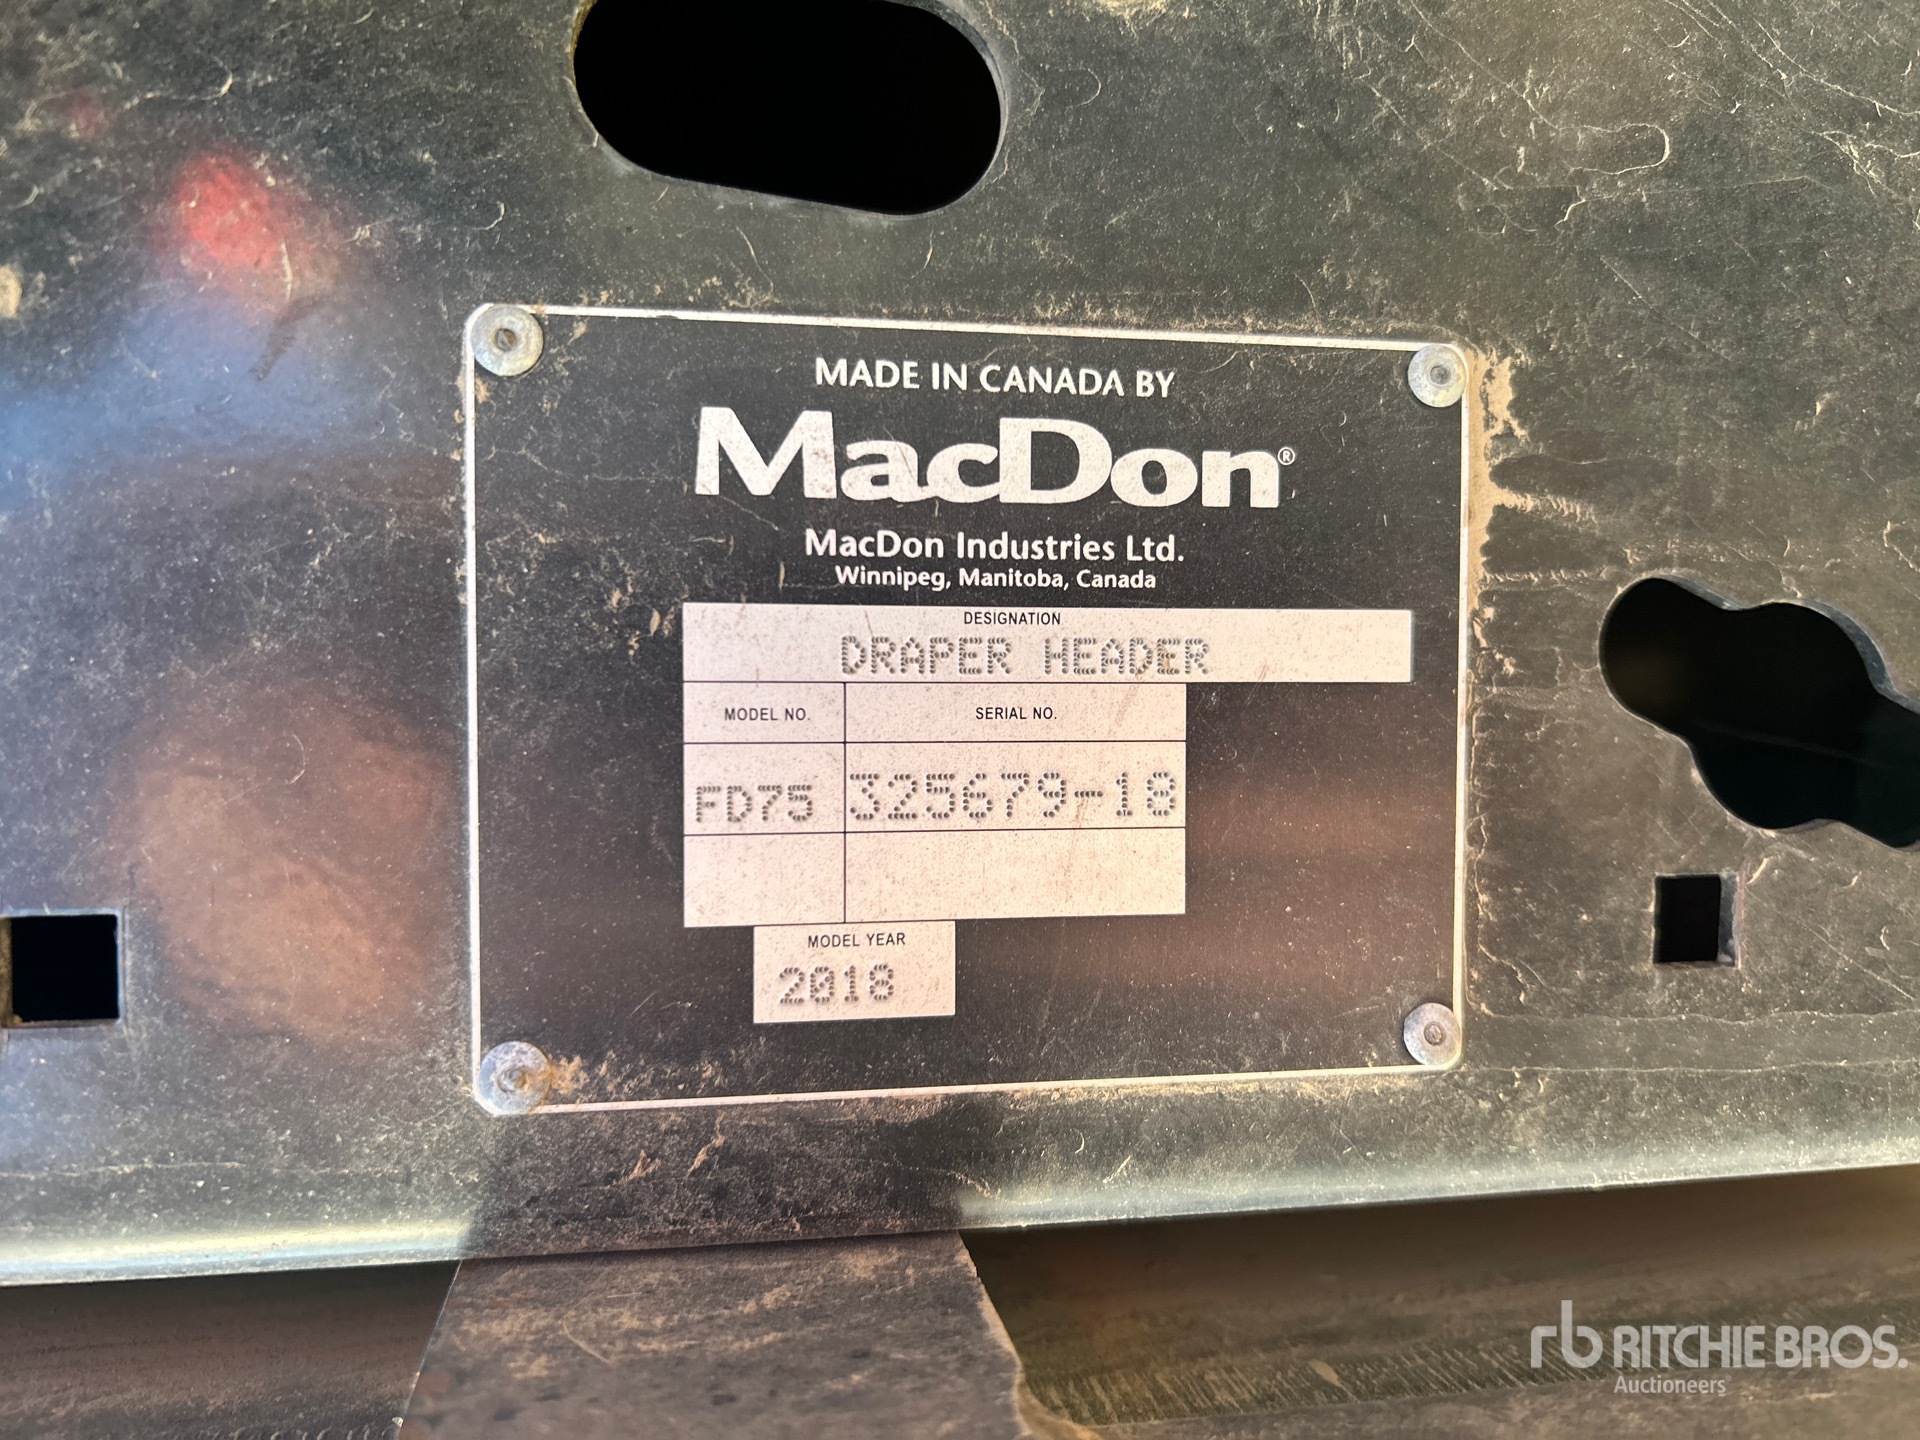 MADE IN CANADA BY
MacDon®
MacDon Industries Ltd.
Winnipeg, Manitoba, Canada
DESIGNATION
DRAPER HEADER
MODEL NO. SERIAL NO.
FD75 325679-18
MODEL YEAR
2018
rb RITCHIE BROS.
Auctioneers